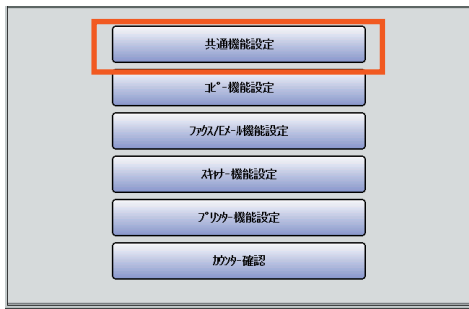 共通機能設定
ｺﾋﾟｰ機能設定
ﾌｧｸｽ/Eﾒｰﾙ機能設定
ｽｷｬﾅｰ機能設定
ﾌﾟﾘﾝﾀｰ機能設定
ｶｳﾝﾀｰ確認